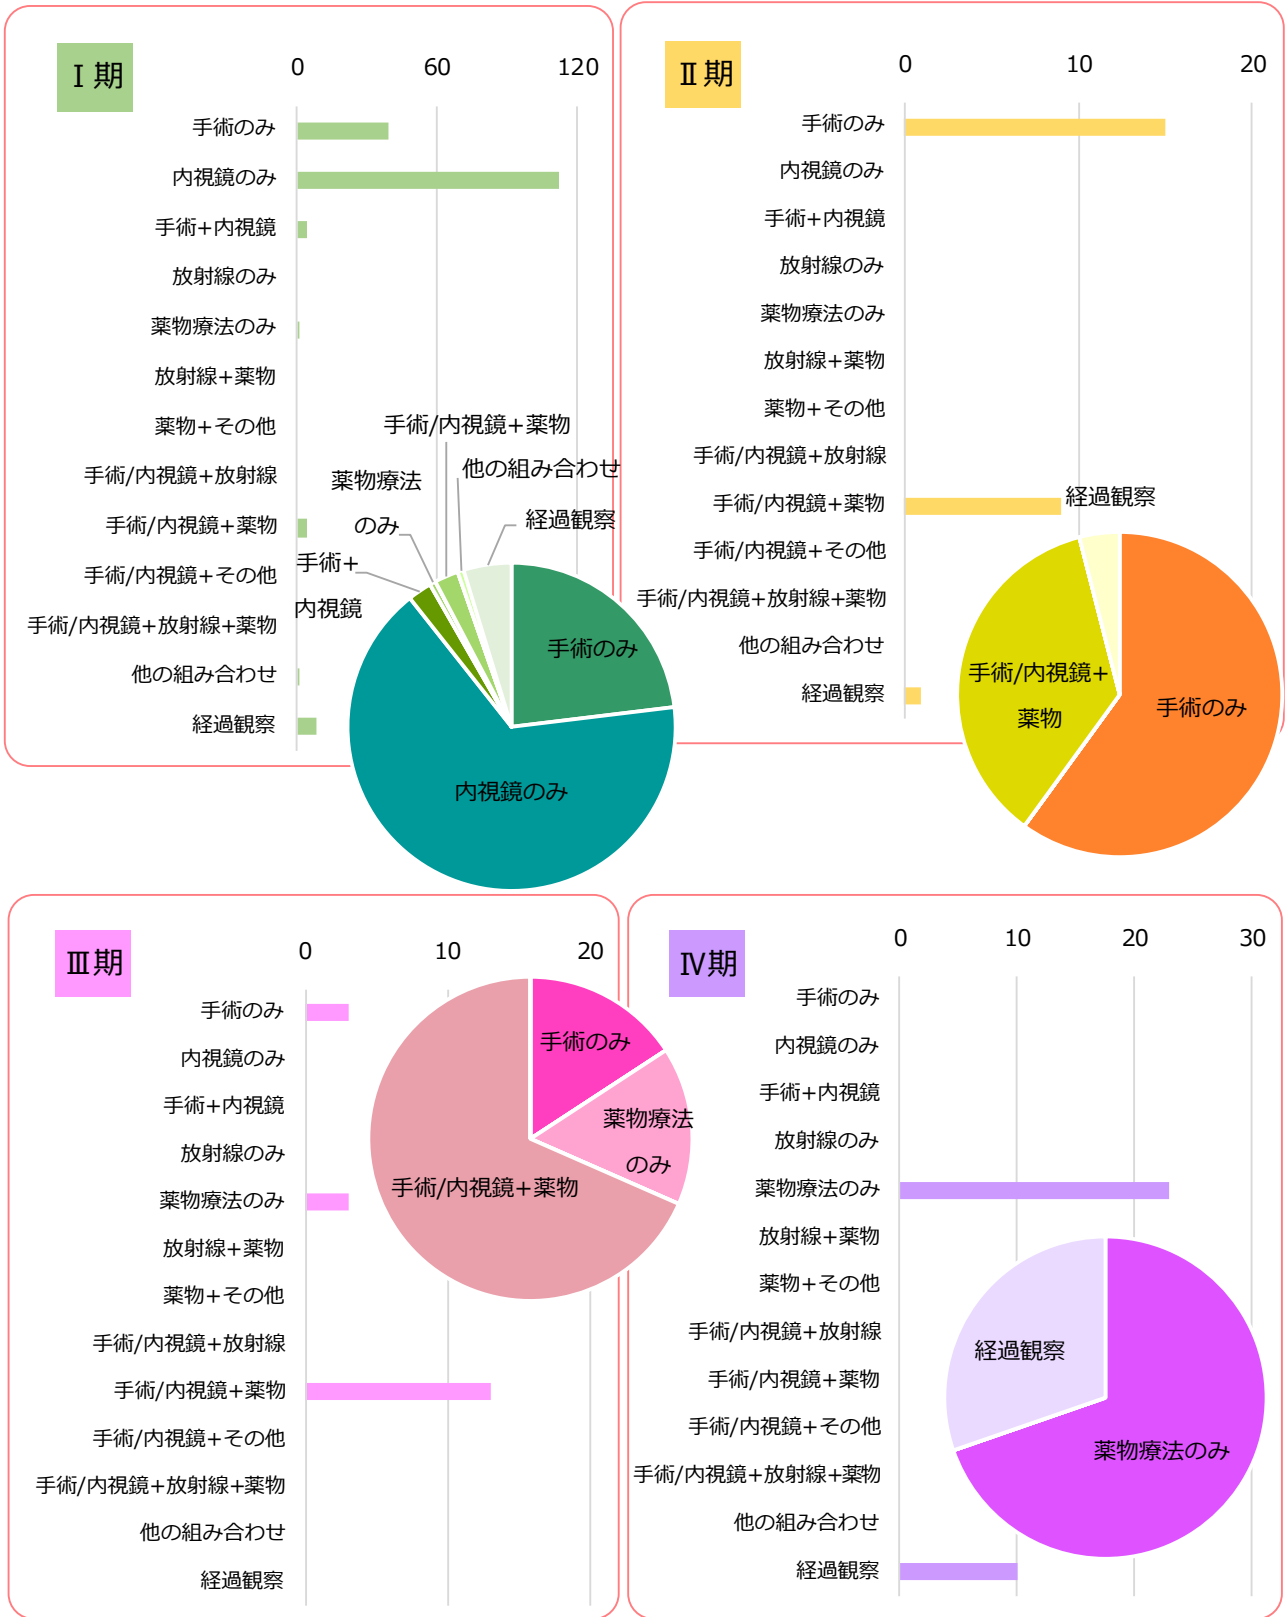 Ⅰ期
0 60 120
手術のみ
内視鏡のみ
手術+内視鏡
放射線のみ
薬物療法のみ
放射線+薬物
薬物+その他
手術/内視鏡+放射線
手術/内視鏡+薬物
手術/内視鏡+その他
手術/内視鏡+放射線+薬物
他の組み合わせ
経過観察
手術/内視鏡+薬物
他の組み合わせ
薬物療法
のみ
経過観察
手術+
内視鏡
手術のみ
内視鏡のみ
Ⅱ期
0 10 20
手術のみ
内視鏡のみ
手術+内視鏡
放射線のみ
薬物療法のみ
放射線+薬物
薬物+その他
手術/内視鏡+放射線
手術/内視鏡+薬物
手術/内視鏡+その他
手術/内視鏡+放射線+薬物
他の組み合わせ
経過観察
経過観察
手術/内視鏡+
薬物
手術のみ
Ⅲ期
0 10 20
手術のみ
内視鏡のみ
手術+内視鏡
放射線のみ
薬物療法のみ
放射線+薬物
薬物+その他
手術/内視鏡+放射線
手術/内視鏡+薬物
手術/内視鏡+その他
手術/内視鏡+放射線+薬物
他の組み合わせ
経過観察
手術のみ
薬物療法
のみ
手術/内視鏡+薬物
Ⅳ期
0 10 20 30
手術のみ
内視鏡のみ
手術+内視鏡
放射線のみ
薬物療法のみ
放射線+薬物
薬物+その他
手術/内視鏡+放射線
手術/内視鏡+薬物
手術/内視鏡+その他
手術/内視鏡+放射線+薬物
他の組み合わせ
経過観察
経過観察
薬物療法のみ